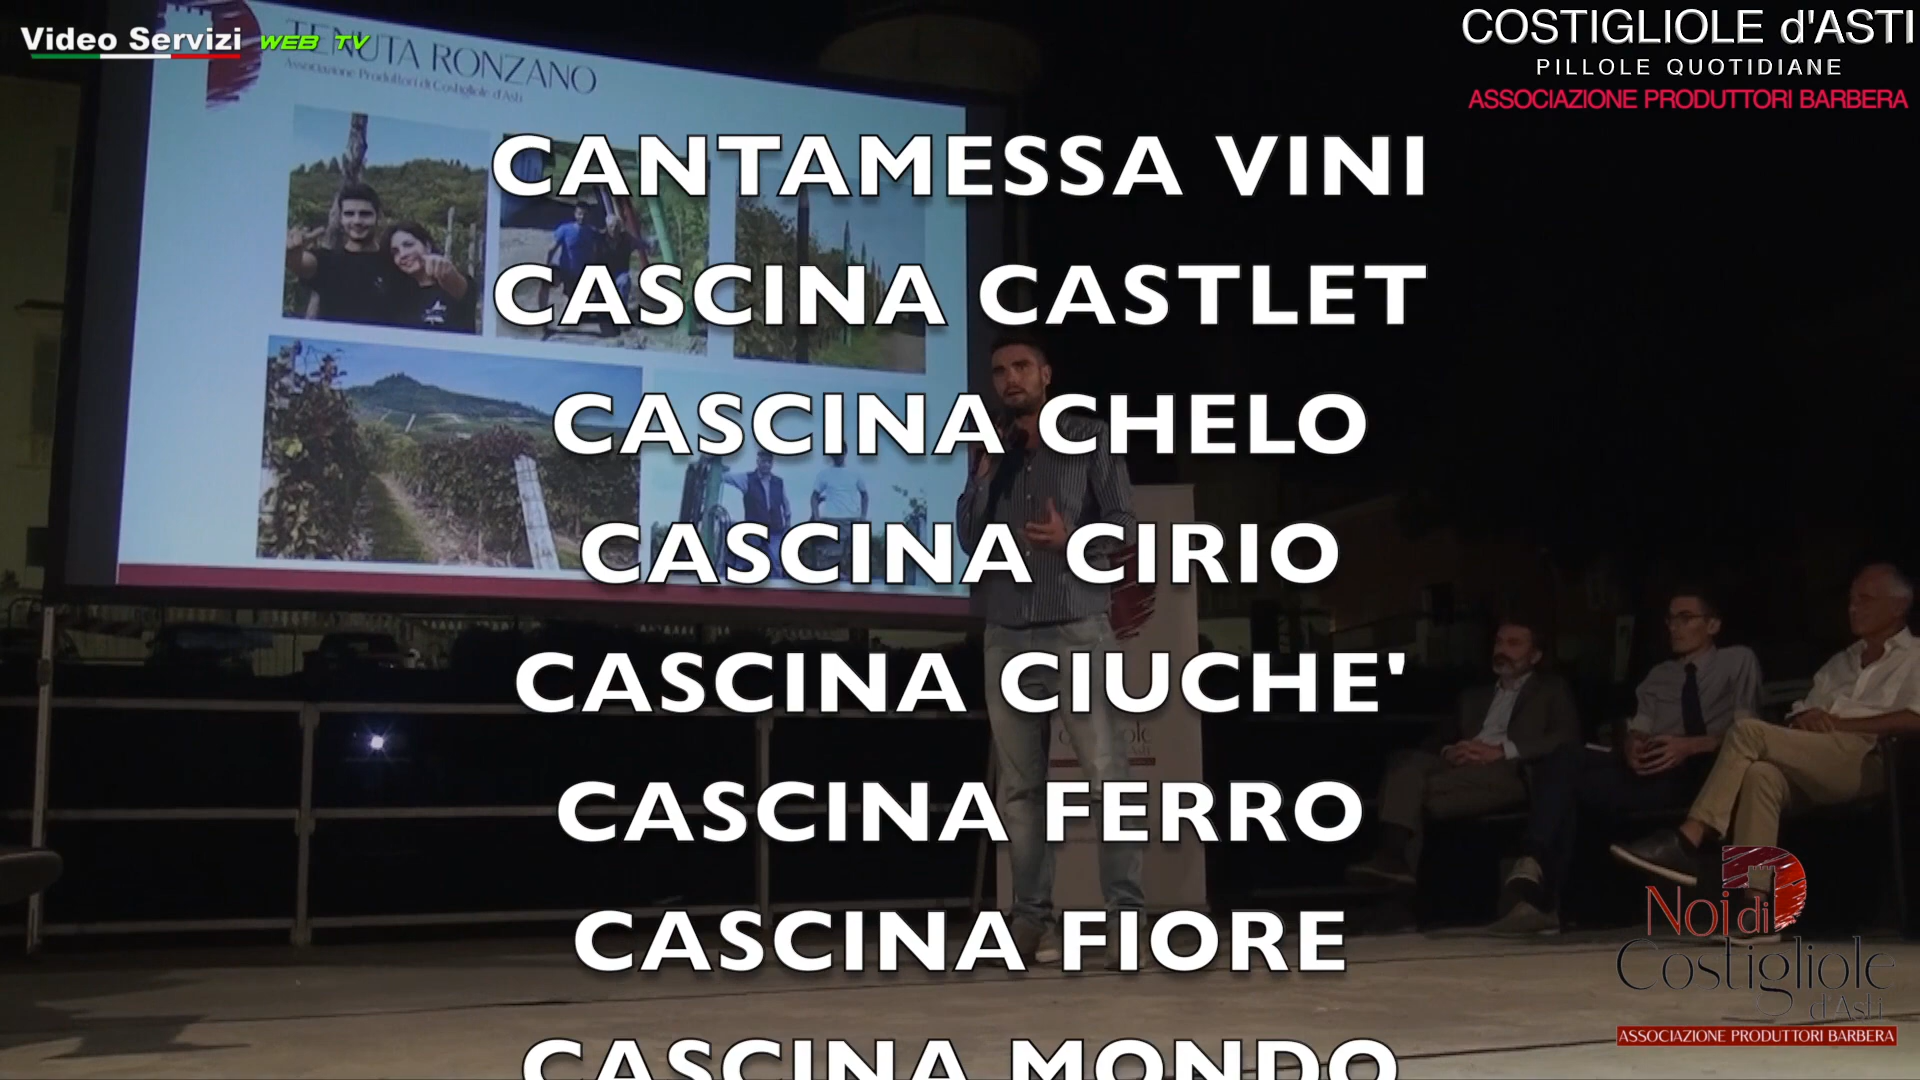 Video Servizi WEB TV
COSTIGLIOLE d'ASTI
PILLOLE QUOTIDIANE
ASSOCIAZIONE PRODUTTORI BARBERA
TENUTA RONZANO
Associazione Produttori di Costigliole d'Asti
CANTAMESSA VINI
CASCINA CASTLET
CASCINA CHELO
CASCINA CIRIO
CASCINA CIUCHE'
CASCINA FERRO
CASCINA FIORE
CASCINA MONDO
Noi di
Costigliole
d'Asti
ASSOCIAZIONE PRODUTTORI BARBERA